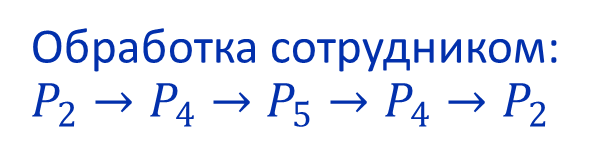 Обработка сотрудником:
P₂ → P₄ → P₅ → P₄ → P₂